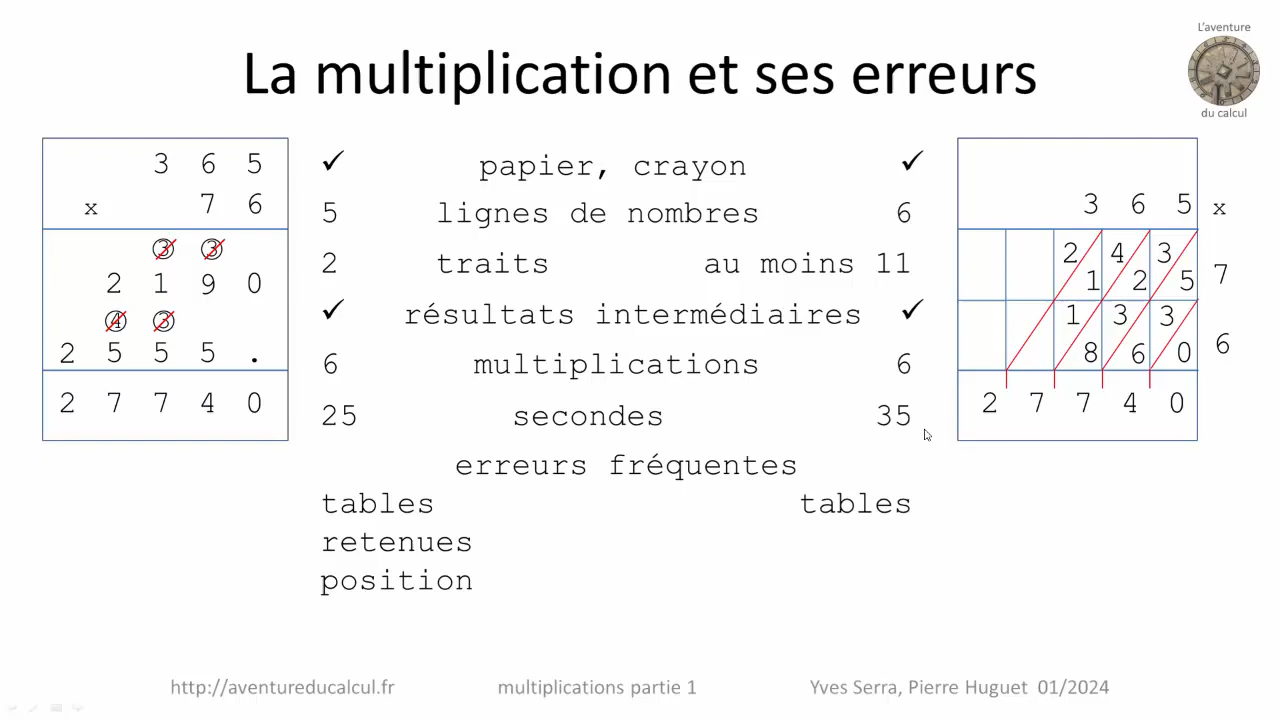 L'aventure
du calcul
La multiplication et ses erreurs
3 6 5
x 7 6
3 3
2 1 9 0
4 3
2 5 5 5 .
2 7 7 4 0
✓ papier, crayon ✓
5 lignes de nombres 6
2 traits au moins 11
✓ résultats intermédiaires ✓
6 multiplications 6
25 secondes 35
erreurs fréquentes
tables tables
retenues
position
3 6 5 x
2 4 3
1 2 5 7
1 3 3
8 6 0 6
2 7 7 4 0
http://aventureducalcul.fr multiplications partie 1 Yves Serra, Pierre Huguet 01/2024